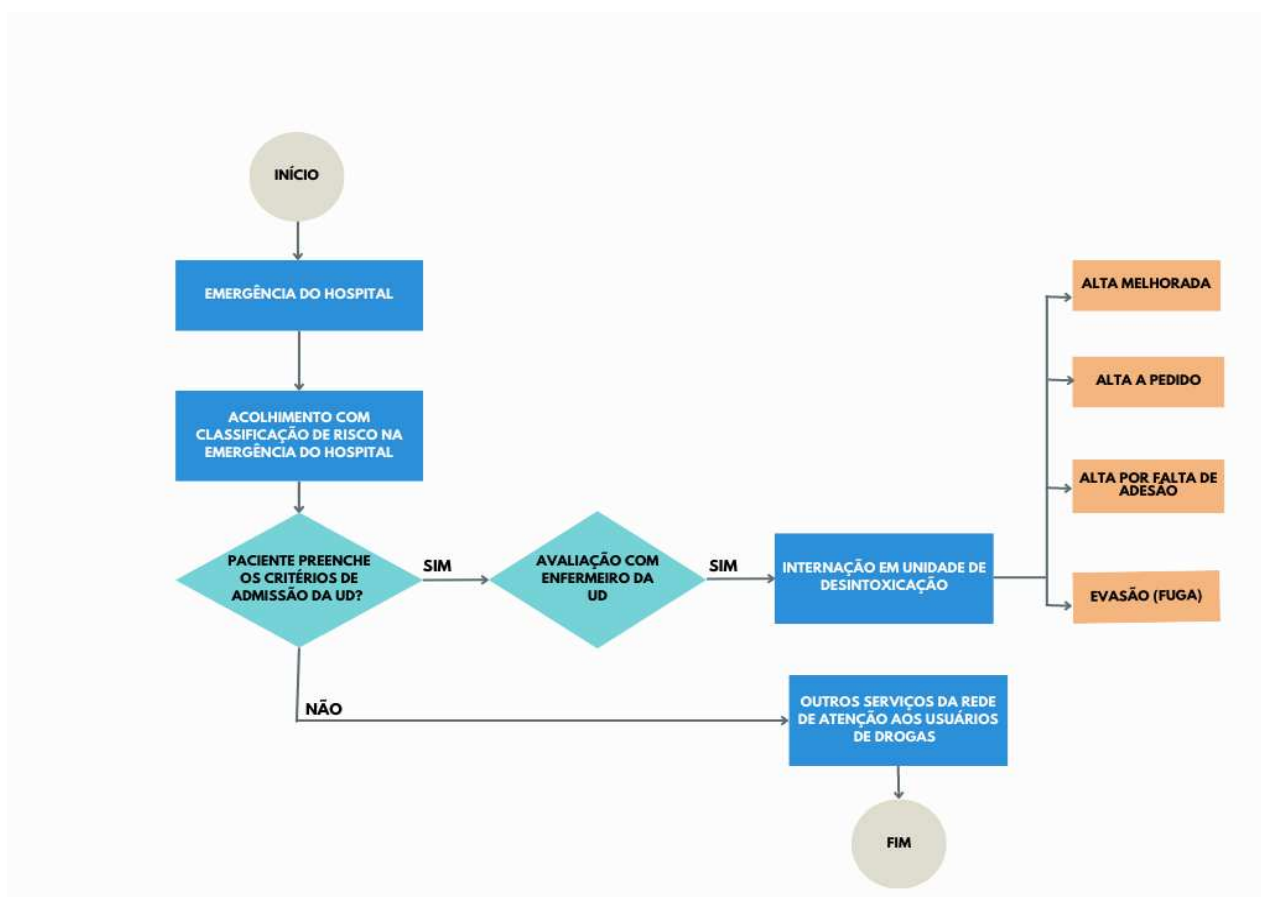 INÍCIO
EMERGÊNCIA DO HOSPITAL
ACOLHIMENTO COM
CLASSIFICAÇÃO DE RISCO NA
EMERGÊNCIA DO HOSPITAL
PACIENTE PREENCHE
OS CRITÉRIOS DE
ADMISSÃO DA UD?
SIM
AVALIAÇÃO COM
ENFERMEIRO DA
UD
SIM
INTERNAÇÃO EM UNIDADE DE
DESINTOXICAÇÃO
ALTA MELHORADA
ALTA A PEDIDO
ALTA POR FALTA DE
ADESÃO
EVASÃO (FUGA)
NÃO
OUTROS SERVIÇOS DA REDE
DE ATENÇÃO AOS USUÁRIOS
DE DROGAS
FIM